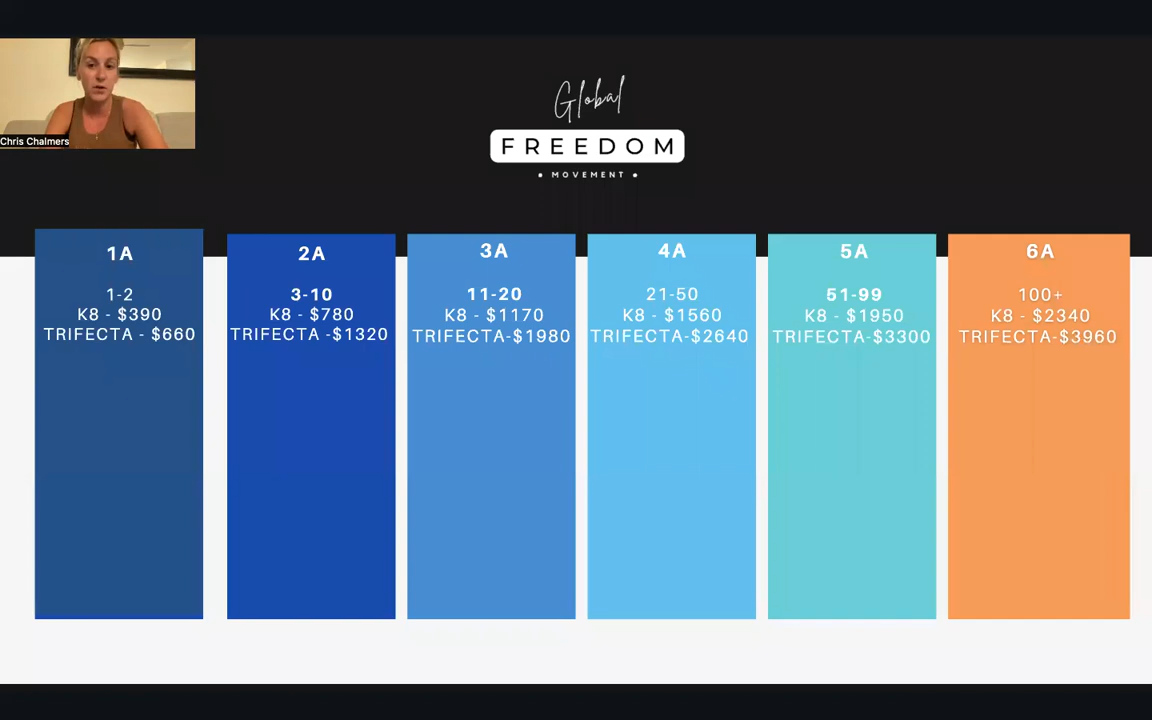 Chris Chalmers
Global
FREEDOM
• MOVEMENT •
1A
1-2
K8 - $390
TRIFECTA - $660
2A
3-10
K8 - $780
TRIFECTA -$1320
3A
11-20
K8 - $1170
TRIFECTA-$1980
4A
21-50
K8 - $1560
TRIFECTA-$2640
5A
51-99
K8 - $1950
TRIFECTA-$3300
6A
100+
K8 - $2340
TRIFECTA-$3960